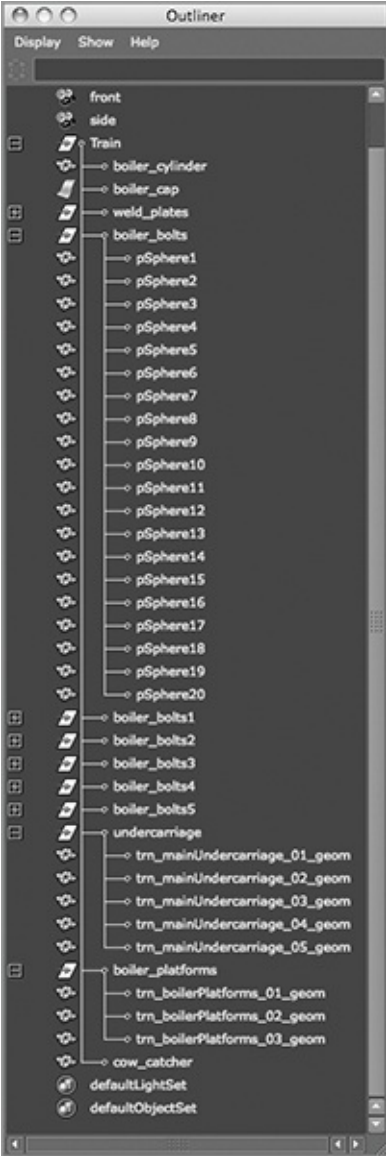 Outliner
Display Show Help
front
side
Train
boiler_cylinder
boiler_cap
weld_plates
boiler_bolts
pSphere1
pSphere2
pSphere3
pSphere4
pSphere5
pSphere6
pSphere7
pSphere8
pSphere9
pSphere10
pSphere11
pSphere12
pSphere13
pSphere14
pSphere15
pSphere16
pSphere17
pSphere18
pSphere19
pSphere20
boiler_bolts1
boiler_bolts2
boiler_bolts3
boiler_bolts4
boiler_bolts5
undercarriage
trn_mainUndercarriage_01_geom
trn_mainUndercarriage_02_geom
trn_mainUndercarriage_03_geom
trn_mainUndercarriage_04_geom
trn_mainUndercarriage_05_geom
boiler_platforms
trn_boilerPlatforms_01_geom
trn_boilerPlatforms_02_geom
trn_boilerPlatforms_03_geom
cow_catcher
defaultLightSet
defaultObjectSet